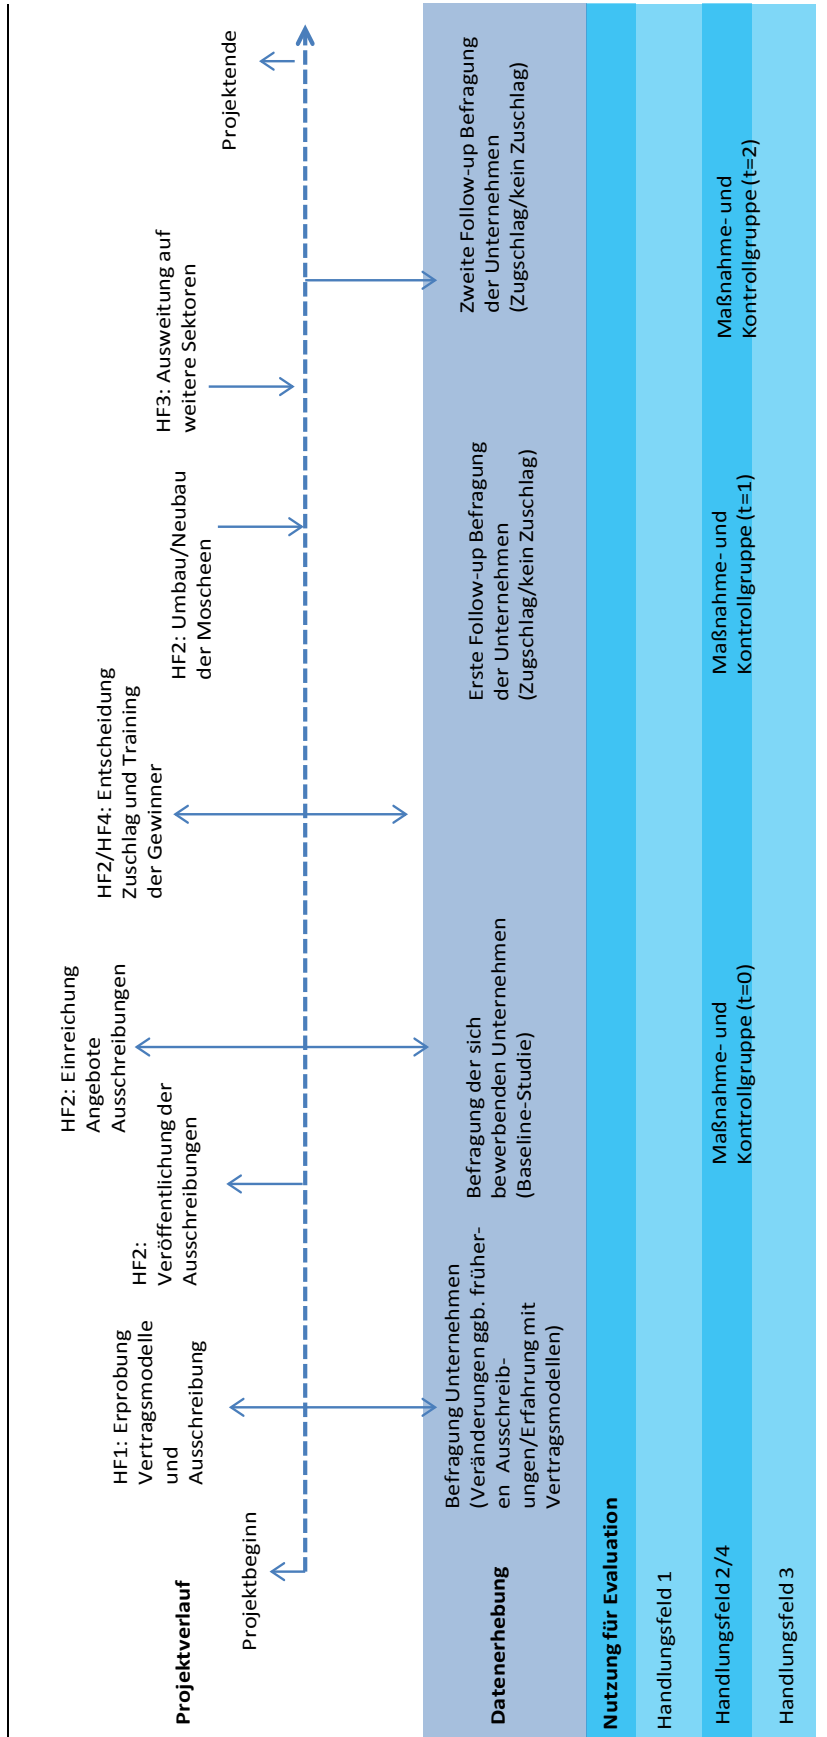 Projektverlauf
Projektbeginn
HF1: Erprobung
Vertragsmodelle
und
Ausschreibung
HF2:
Veröffentlichung der
Ausschreibungen
HF2: Einreichung
Angebote
Ausschreibungen
HF2/HF4: Entscheidung
Zuschlag und Training
der Gewinner
HF2: Umbau/Neubau
der Moscheen
HF3: Ausweitung auf
weitere Sektoren
Projektende
Datenerhebung
Befragung Unternehmen
(Veränderungen ggb. früher-
en Ausschreib-
ungen/Erfahrung mit
Vertragsmodellen)
Befragung der sich
bewerbenden Unternehmen
(Baseline-Studie)
Erste Follow-up Befragung
der Unternehmen
(Zugschlag/kein Zuschlag)
Zweite Follow-up Befragung
der Unternehmen
(Zugschlag/kein Zuschlag)
Nutzung für Evaluation
Handlungsfeld 1
Handlungsfeld 2/4
Maßnahme- und
Kontrollgruppe (t=0)
Maßnahme- und
Kontrollgruppe (t=1)
Maßnahme- und
Kontrollgruppe (t=2)
Handlungsfeld 3